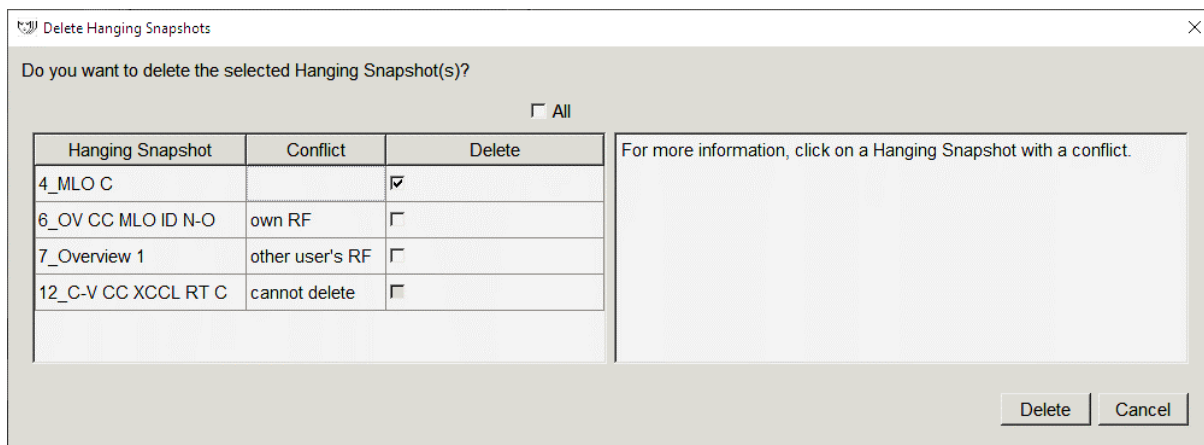 Delete Hanging Snapshots
Do you want to delete the selected Hanging Snapshot(s)?
All
Hanging Snapshot Conflict Delete
4_MLO C
6_OV CC MLO ID N-O own RF
7_Overview 1 other user's RF
12_C-V CC XCCL RT C cannot delete
For more information, click on a Hanging Snapshot with a conflict.
Delete Cancel